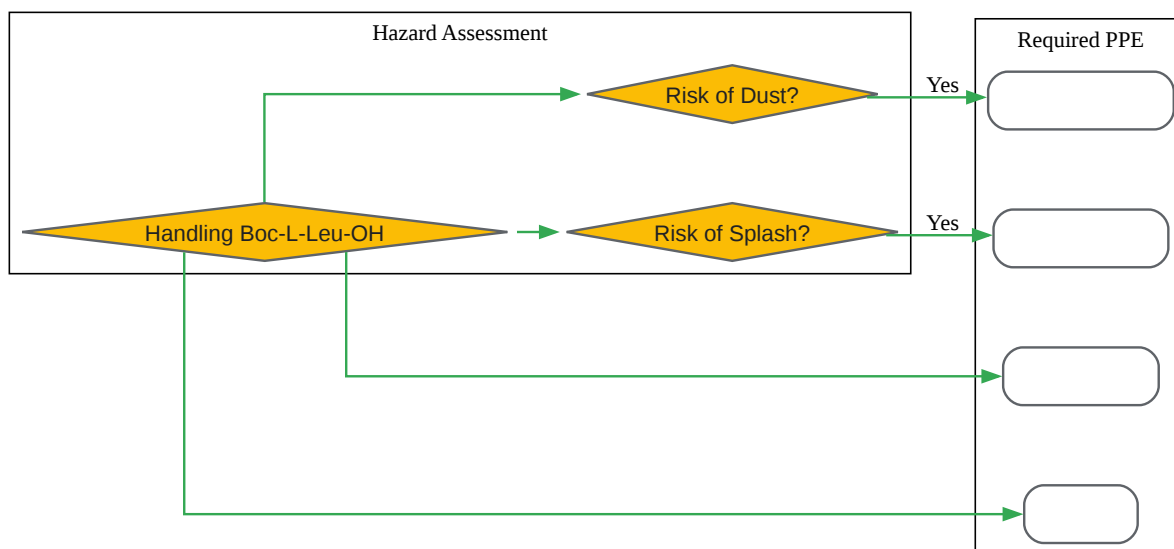 Hazard Assessment
Required PPE
Risk of Dust?
Yes
Handling Boc-L-Leu-OH
Risk of Splash?
Yes